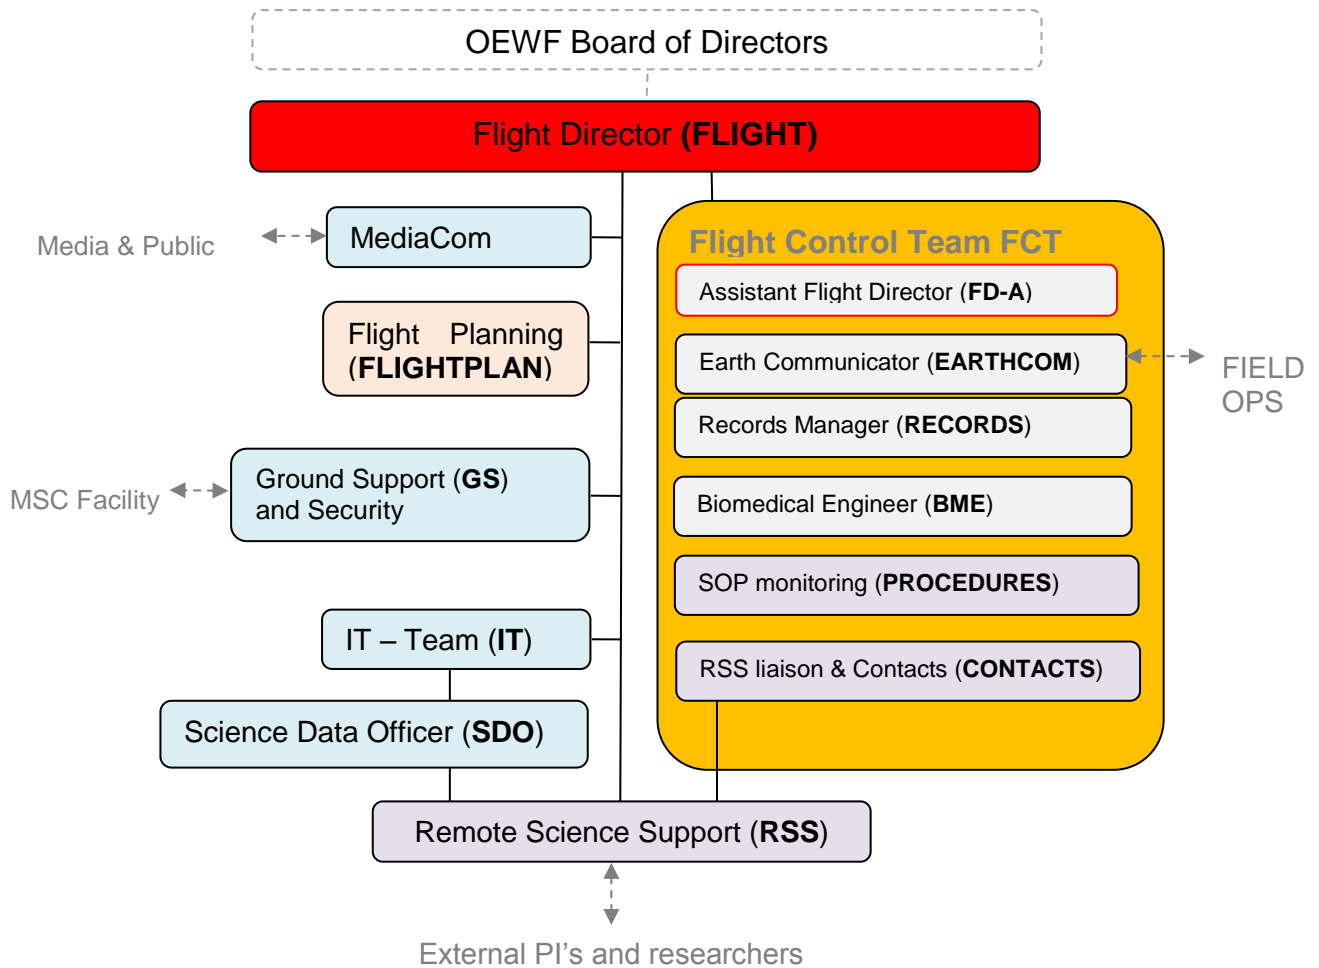 OEWF Board of Directors
Flight Director (FLIGHT)
Media & Public
MediaCom
Flight Planning
(FLIGHTPLAN)
MSC Facility
Ground Support (GS)
and Security
IT – Team (IT)
Science Data Officer (SDO)
Flight Control Team FCT
Assistant Flight Director (FD-A)
Earth Communicator (EARTHCOM)
FIELD
OPS
Records Manager (RECORDS)
Biomedical Engineer (BME)
SOP monitoring (PROCEDURES)
RSS liaison & Contacts (CONTACTS)
Remote Science Support (RSS)
External PI's and researchers